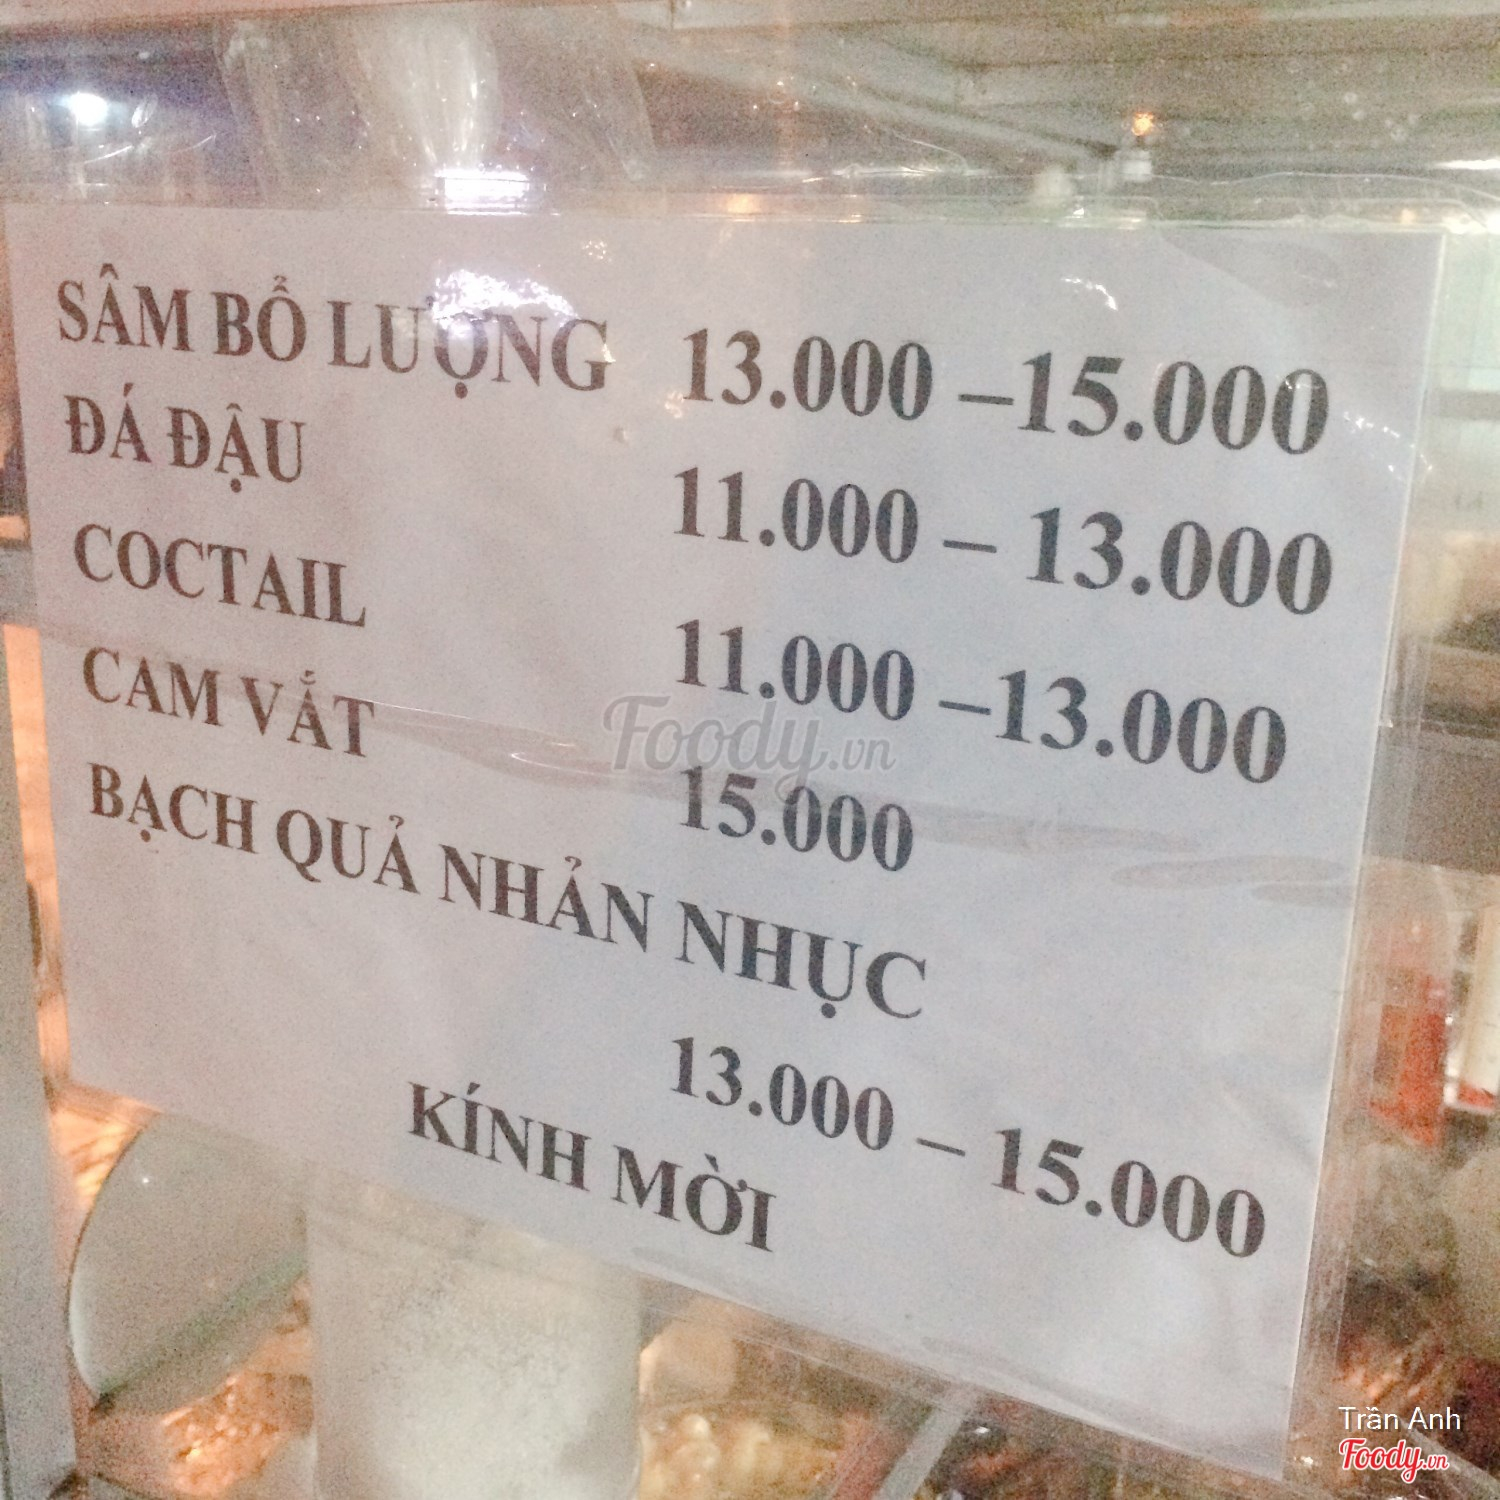 SÂM BỔ LƯỢNG 13.000 –15.000
ĐÁ ĐẬU 11.000 – 13.000
COCTAIL 11.000 –13.000
CAM VẮT 15.000
BẠCH QUẢ NHẢN NHỤC
13.000 – 15.000
KÍNH MỜI
Foody.vn
Trần Anh
Foody.vn